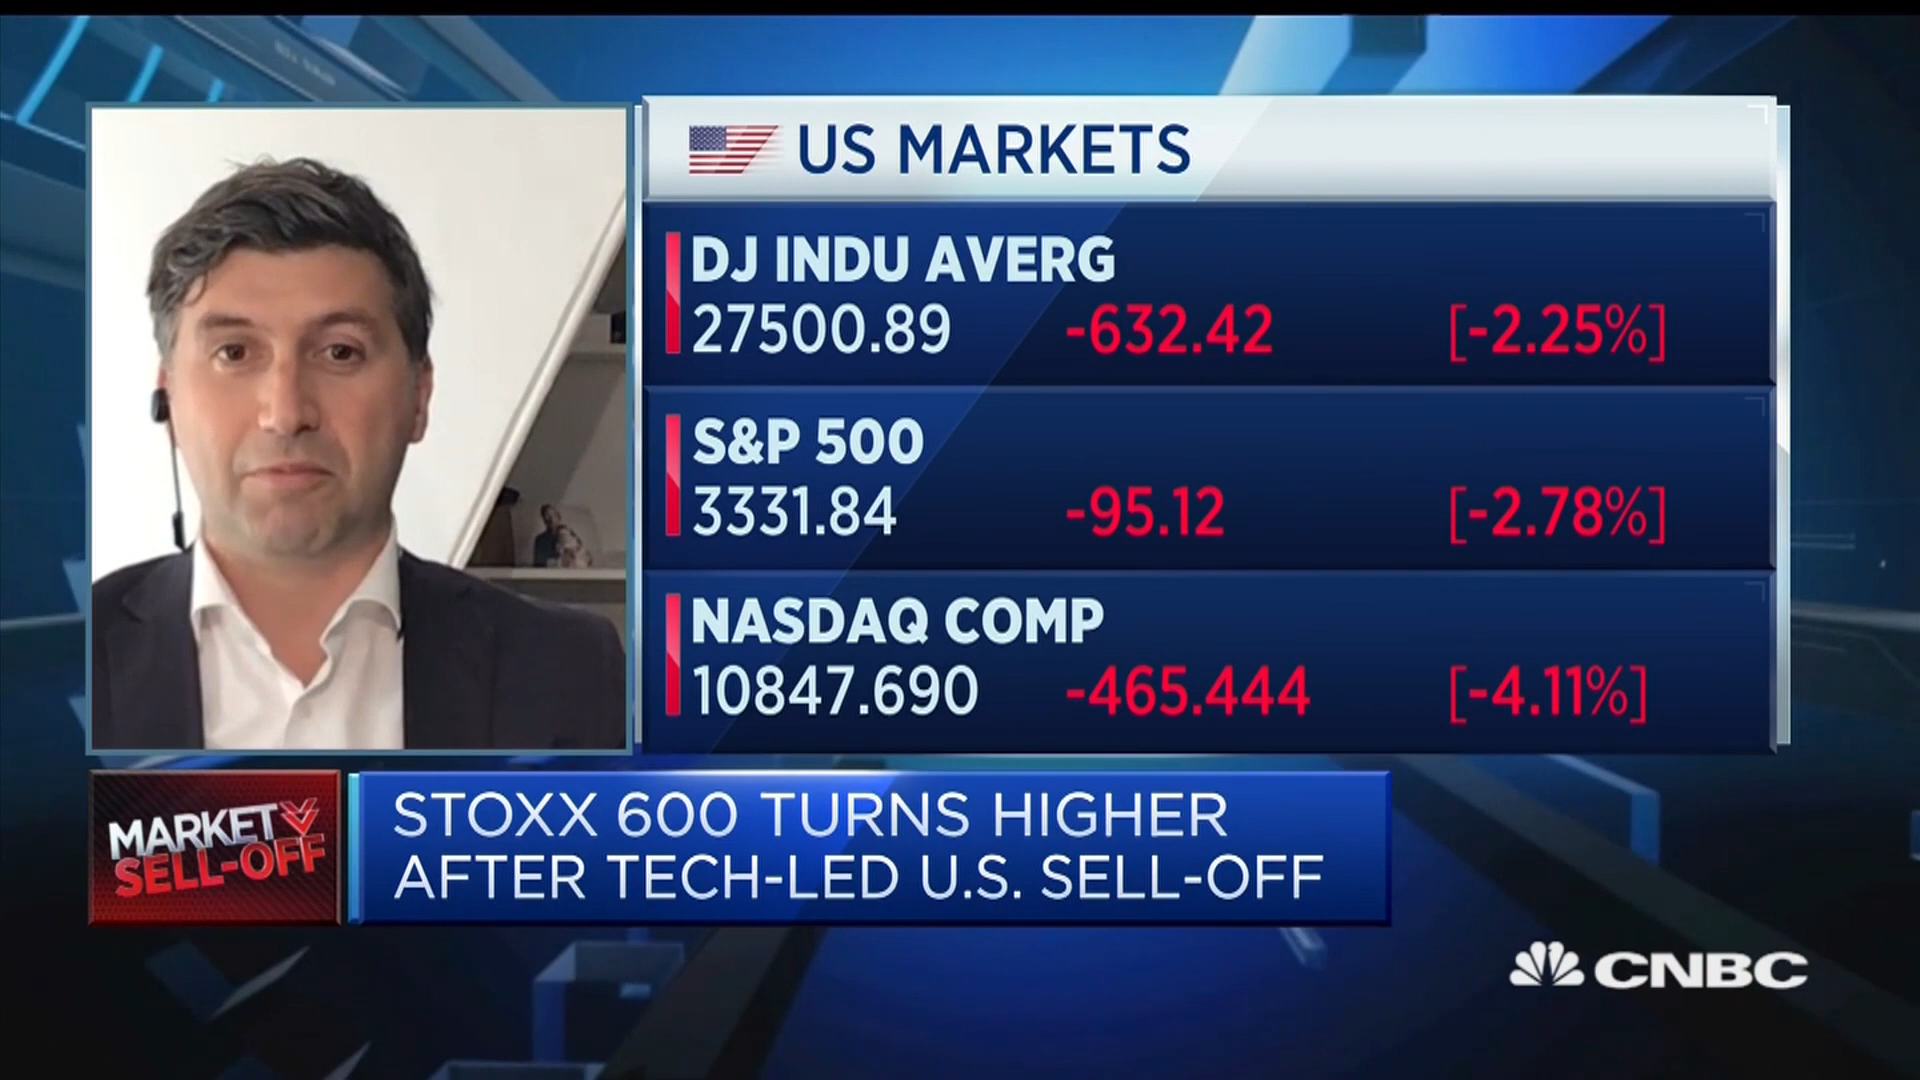 US MARKETS
DJ INDU AVERG
27500.89 -632.42 [-2.25%]
S&P 500
3331.84 -95.12 [-2.78%]
NASDAQ COMP
10847.690 -465.444 [-4.11%]
MARKET
SELL-OFF
STOXX 600 TURNS HIGHER
AFTER TECH-LED U.S. SELL-OFF
CNBC